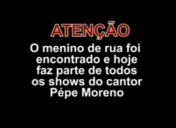 ATENÇÃO
O menino de rua foi
encontrado e hoje
faz parte de todos
os shows do cantor
Pépe Moreno